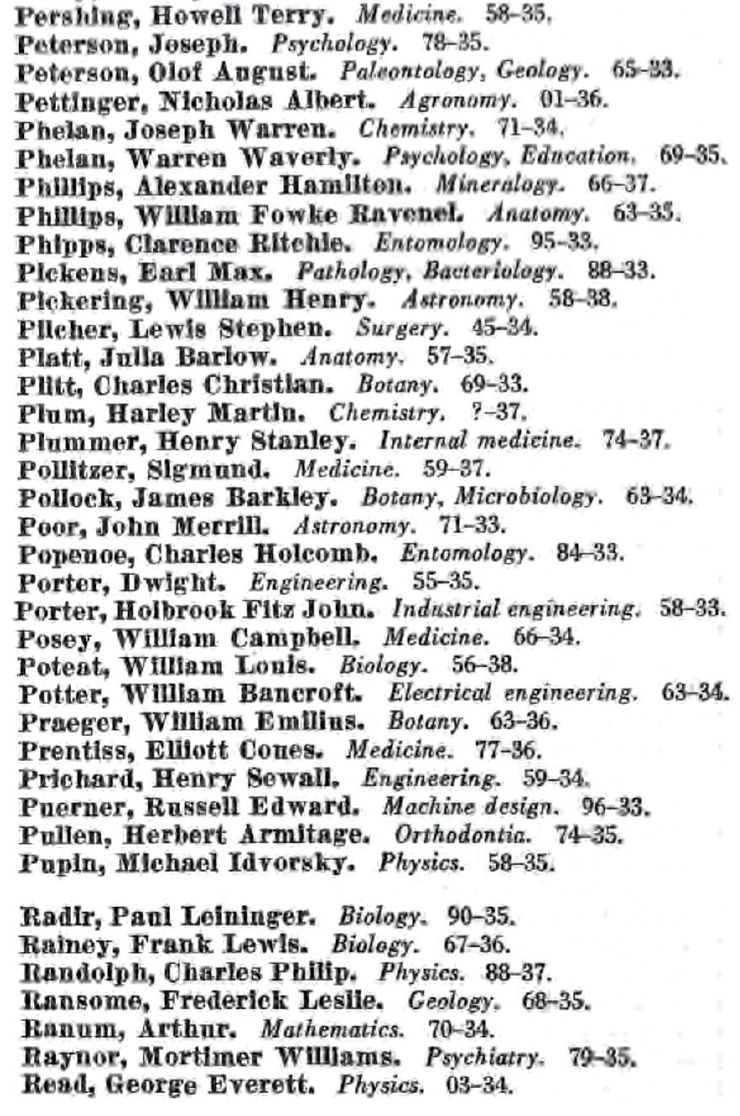 Pershing, Howell Terry. Medicine. 58–35.
Peterson, Joseph. Psychology. 78–35.
Peterson, Olof August. Paleontology, Geology. 65–33.
Pettinger, Nicholas Albert. Agronomy. 01–36.
Phelan, Joseph Warren. Chemistry. 71–34.
Phelan, Warren Waverly. Psychology, Education. 69–35.
Phillips, Alexander Hamilton. Mineralogy. 66–37.
Phillips, William Fowke Ravenel. Anatomy. 63–35.
Phipps, Clarence Ritchie. Entomology. 95–33.
Pickens, Earl Max. Pathology, Bacteriology. 88–33.
Pickering, William Henry. Astronomy. 58–38.
Pilcher, Lewis Stephen. Surgery. 45–34.
Platt, Julia Barlow. Anatomy. 57–35.
Plitt, Charles Christian. Botany. 69–33.
Plum, Harley Martin. Chemistry. ?–37.
Plummer, Henry Stanley. Internal medicine. 74–37.
Pollitzer, Sigmund. Medicine. 59–37.
Pollock, James Barkley. Botany, Microbiology. 63–34.
Poor, John Merrill. Astronomy. 71–33.
Popenoe, Charles Holcomb. Entomology. 84–33.
Porter, Dwight. Engineering. 55–35.
Porter, Holbrook Fitz John. Industrial engineering. 58–33.
Posey, William Campbell. Medicine. 66–34.
Poteat, William Louis. Biology. 56–38.
Potter, William Bancroft. Electrical engineering. 63–34.
Praeger, William Emilius. Botany. 63–36.
Prentiss, Elliott Coues. Medicine. 77–36.
Prichard, Henry Sewall. Engineering. 59–34.
Puerner, Russell Edward. Machine design. 96–33.
Pullen, Herbert Armitage. Orthodontia. 74–35.
Pupin, Michael Idvorsky. Physics. 58–35.
Radir, Paul Leininger. Biology. 90–35.
Rainey, Frank Lewis. Biology. 67–36.
Randolph, Charles Philip. Physics. 88–37.
Ransome, Frederick Leslie. Geology. 68–35.
Ranum, Arthur. Mathematics. 70–34.
Raynor, Mortimer Williams. Psychiatry. 79–35.
Read, George Everett. Physics. 03–34.